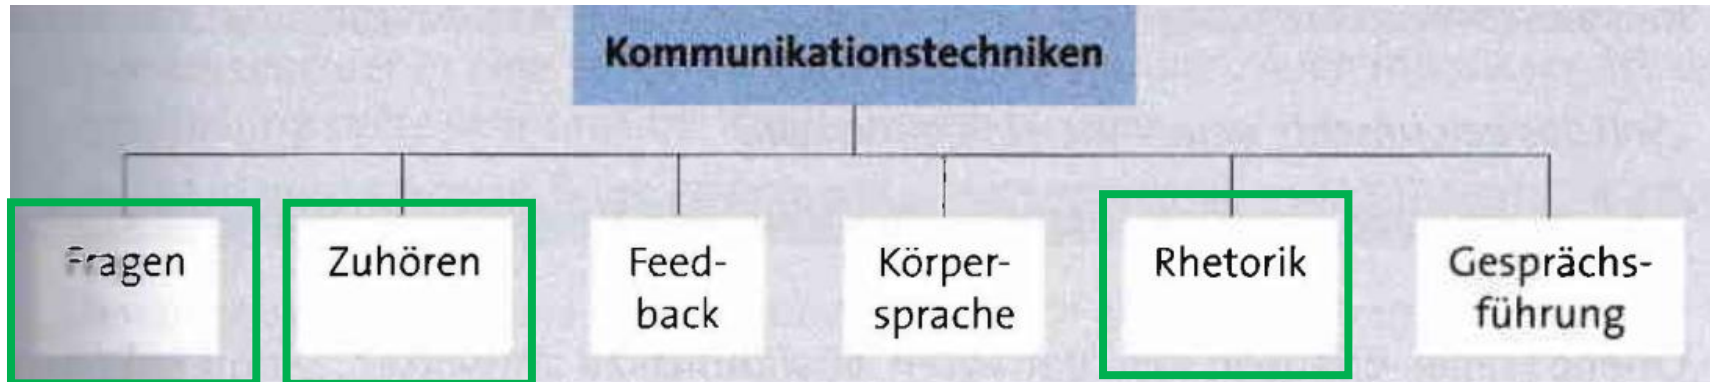 Kommunikationstechniken
Fragen
Zuhören
Feed-
back
Körper-
sprache
Rhetorik
Gesprächs-
führung